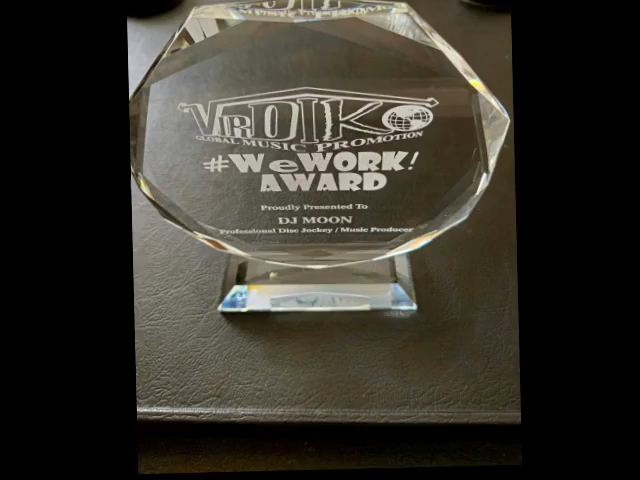 VIRDIKO
GLOBAL MUSIC PROMOTION
#WeWORK!
AWARD
Proudly Presented To
DJ MOON
Professional Disc Jockey / Music Producer